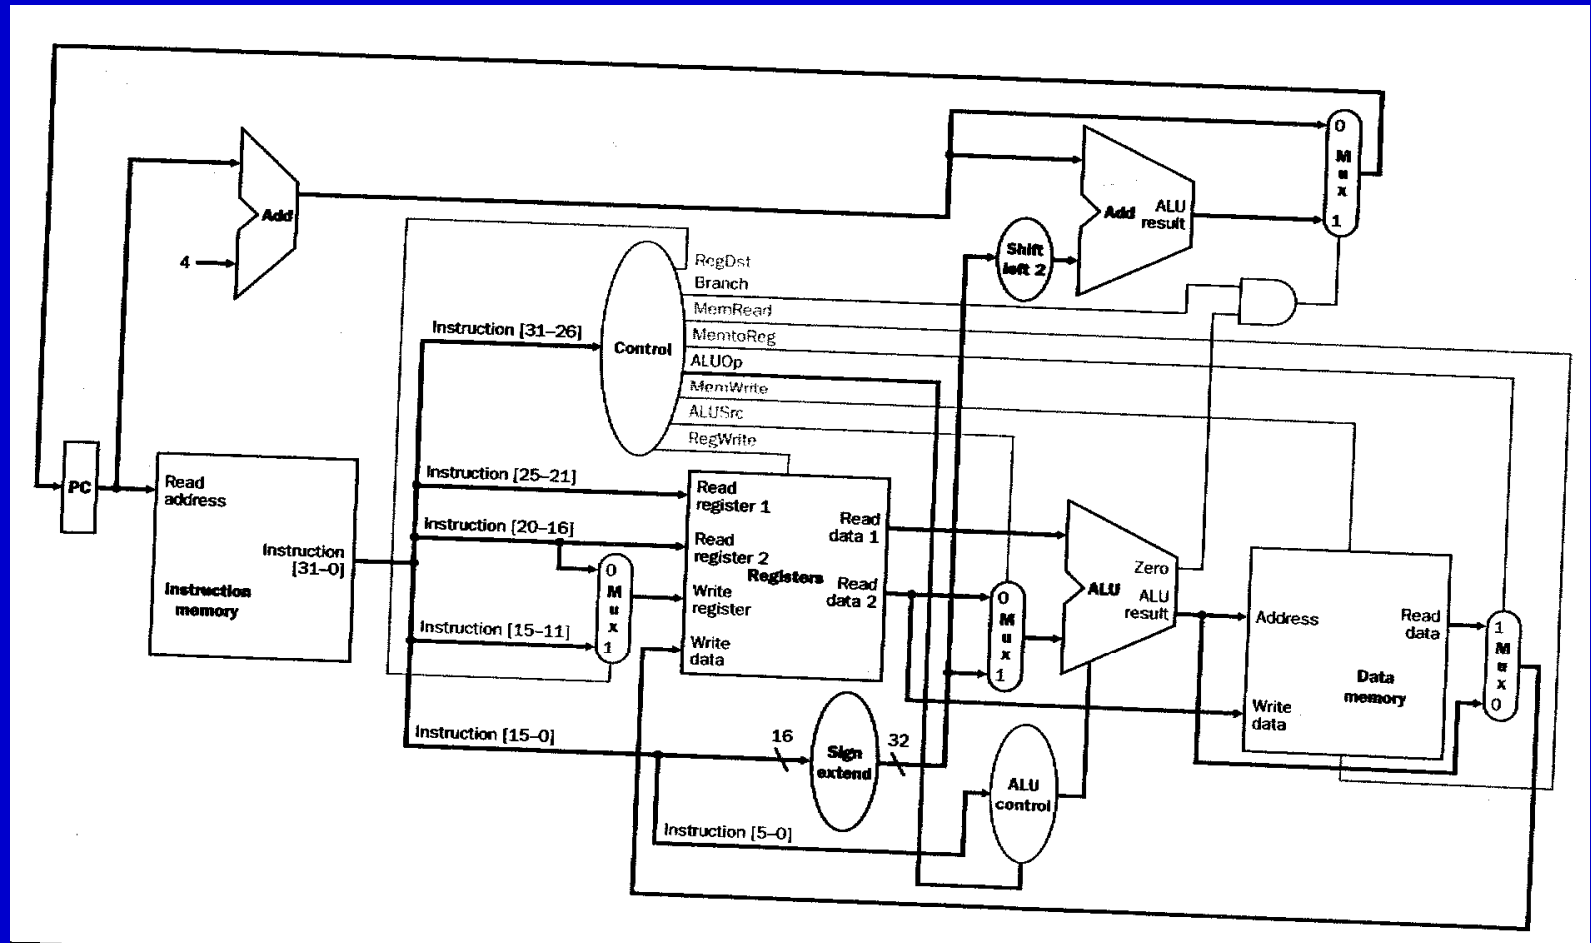 0
M
u
x
1
Add
ALU
result
Add
4
Shift
left 2
RegDst
Branch
MemRead
MemtoReg
ALUOp
MemWrite
ALUSrc
RegWrite
Control
Instruction [31–26]
PC
Read
address
Instruction
[31–0]
Instruction
memory
Instruction [25–21]
Instruction [20–16]
0
M
u
x
1
Instruction [15–11]
Read
register 1
Read
register 2
Registers
Write
register
Write
data
Read
data 1
Read
data 2
0
M
u
x
1
Zero
ALU
ALU
result
Address
Read
data
Data
memory
Write
data
1
M
u
x
0
Instruction [15–0]
16
Sign
extend
32
ALU
control
Instruction [5–0]